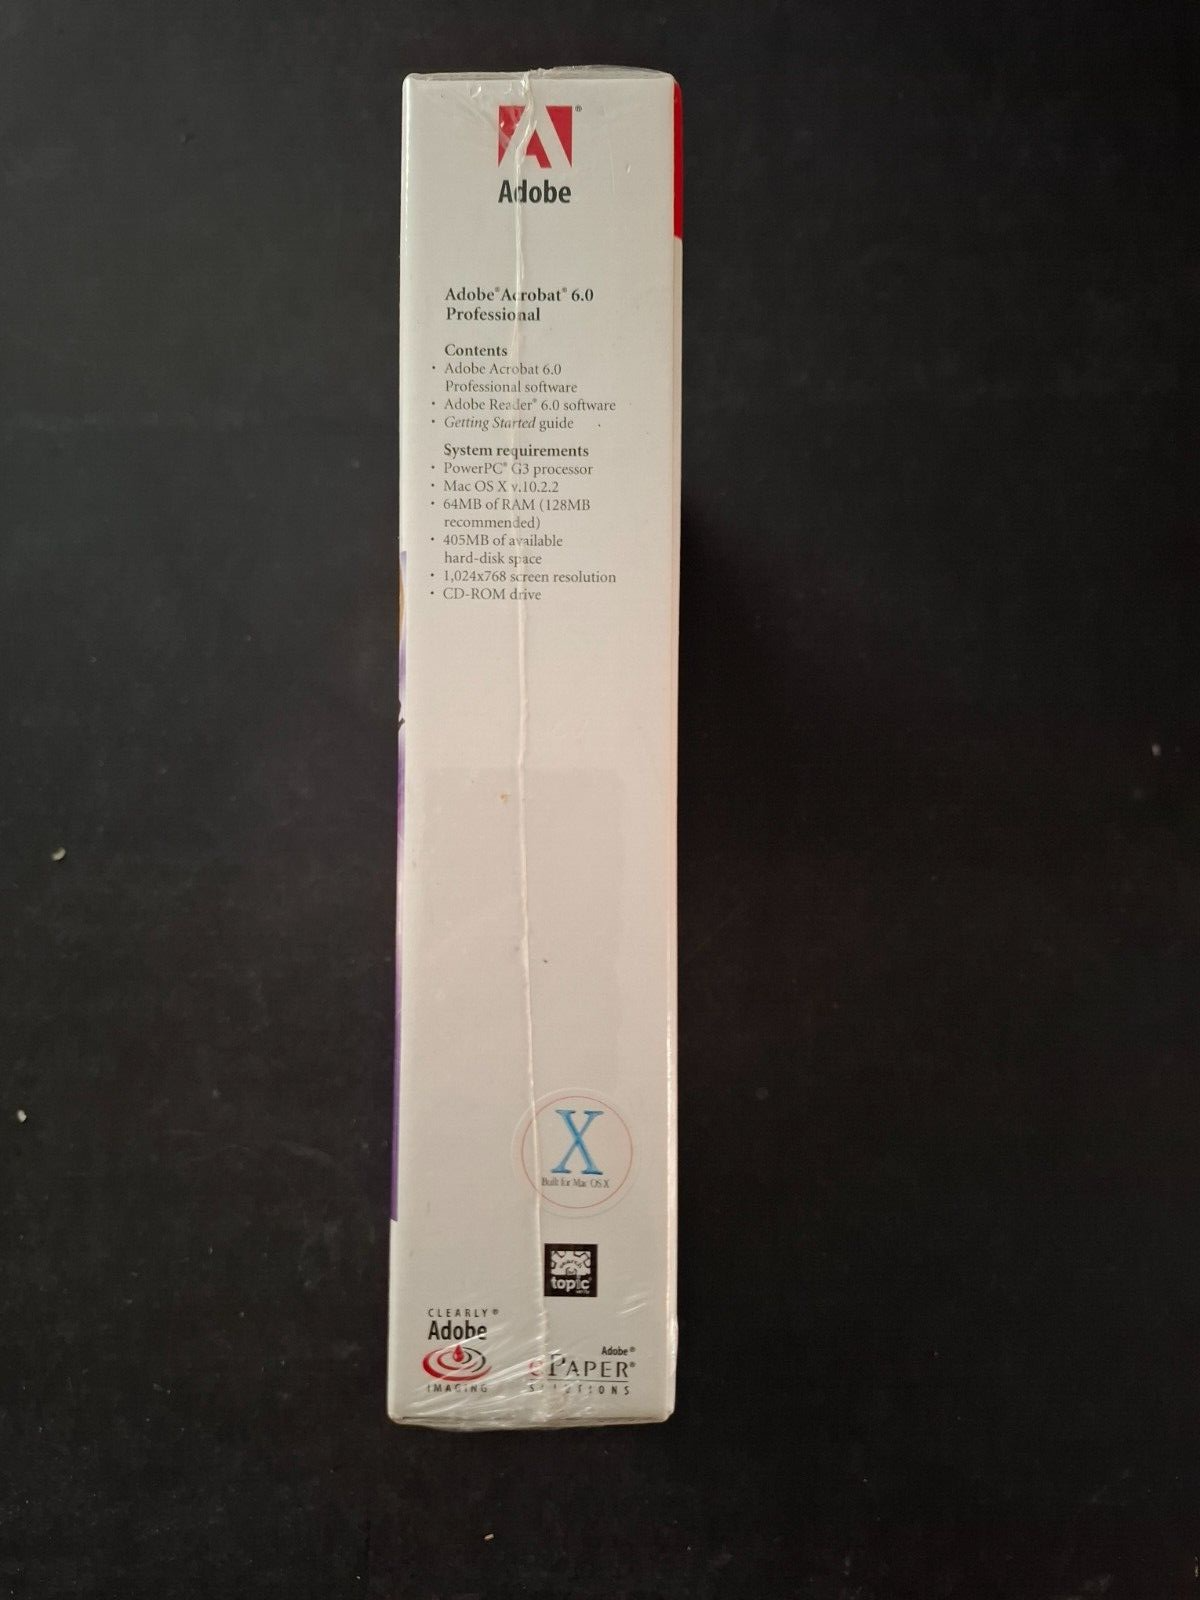 ®
Adobe
Adobe® Acrobat® 6.0
Professional
Contents
• Adobe Acrobat 6.0
Professional software
• Adobe Reader® 6.0 software
• Getting Started guide
System requirements
• PowerPC® G3 processor
• Mac OS X v.10.2.2
• 64MB of RAM (128MB
recommended)
• 405MB of available
hard-disk space
• 1,024x768 screen resolution
• CD-ROM drive
X
Built for Mac OS X
search
topic
CLEARLY®
Adobe
IMAGING
Adobe®
ePAPER®
SOLUTIONS